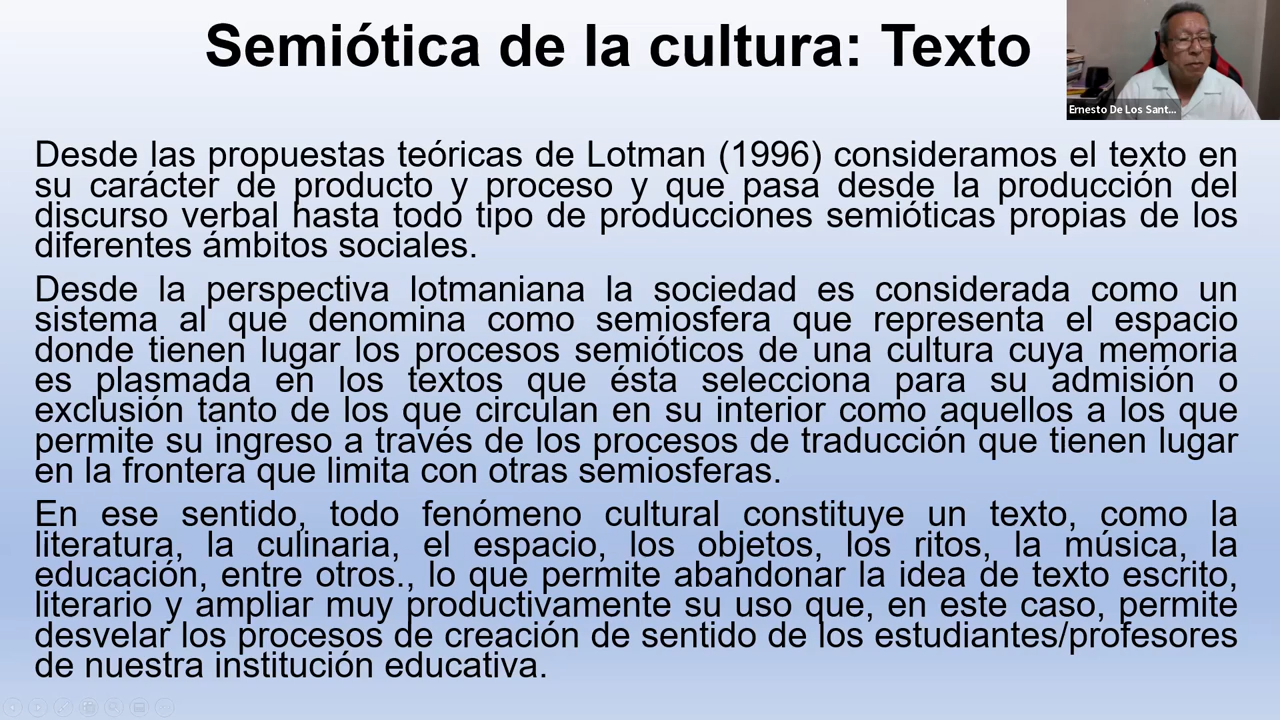 Semiótica de la cultura: Texto
Ernesto De Los Sant...
Desde las propuestas teóricas de Lotman (1996) consideramos el texto en
su carácter de producto y proceso y que pasa desde la producción del
discurso verbal hasta todo tipo de producciones semióticas propias de los
diferentes ámbitos sociales.
Desde la perspectiva lotmaniana la sociedad es considerada como un
sistema al que denomina como semiosfera que representa el espacio
donde tienen lugar los procesos semióticos de una cultura cuya memoria
es plasmada en los textos que ésta selecciona para su admisión o
exclusión tanto de los que circulan en su interior como aquellos a los que
permite su ingreso a través de los procesos de traducción que tienen lugar
en la frontera que limita con otras semiosferas.
En ese sentido, todo fenómeno cultural constituye un texto, como la
literatura, la culinaria, el espacio, los objetos, los ritos, la música, la
educación, entre otros., lo que permite abandonar la idea de texto escrito,
literario y ampliar muy productivamente su uso que, en este caso, permite
desvelar los procesos de creación de sentido de los estudiantes/profesores
de nuestra institución educativa.